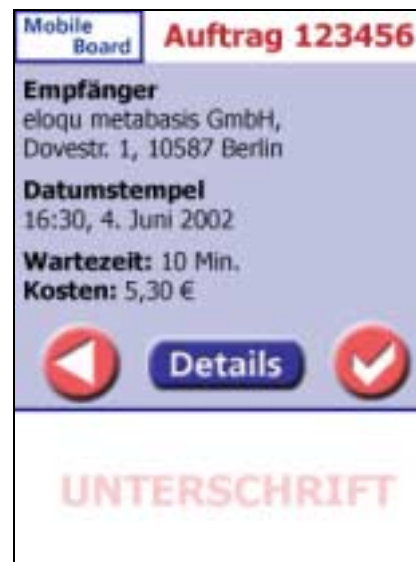 Mobile
Board
Auftrag 123456
Empfänger
eloqu metabasis GmbH,
Dovestr. 1, 10587 Berlin
Datumstempel
16:30, 4. Juni 2002
Wartezeit: 10 Min.
Kosten: 5,30 €
Details
UNTERSCHRIFT